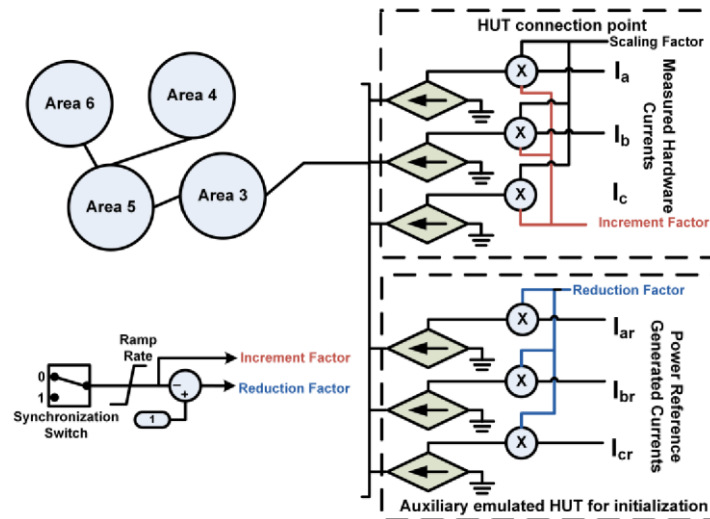 HUT connection point
Scaling Factor
Ia
Ib
Ic
Measured Hardware
Currents
Increment Factor
X
X
X
Area 6
Area 4
Area 5
Area 3
Reduction Factor
Iar
Ibr
Icr
Power Reference
Generated Currents
X
X
X
Auxiliary emulated HUT for initialization
Ramp
Rate
0
1
Synchronization
Switch
Increment Factor
Reduction Factor
−
+
1